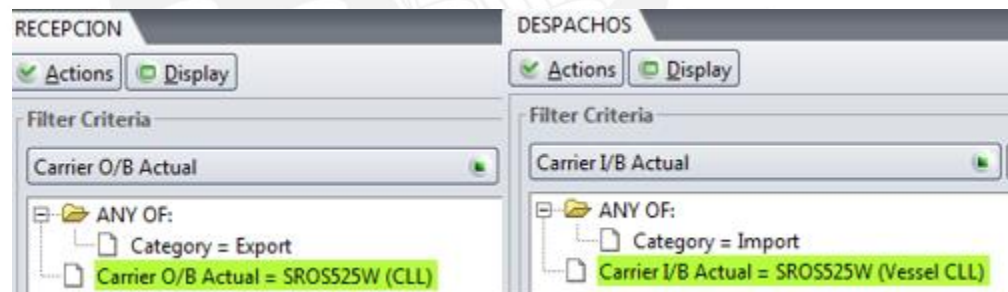 RECEPCION
Actions Display
Filter Criteria
Carrier O/B Actual
ANY OF:
Category = Export
Carrier O/B Actual = SROS525W (CLL)
DESPACHOS
Actions Display
Filter Criteria
Carrier I/B Actual
ANY OF:
Category = Import
Carrier I/B Actual = SROS525W (Vessel CLL)